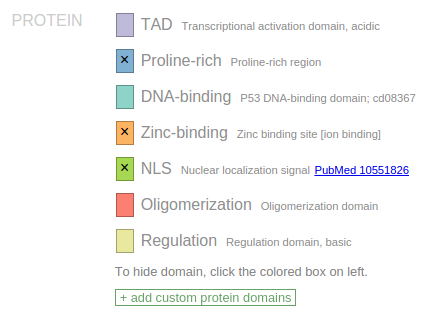 PROTEIN
TAD Transcriptional activation domain, acidic
Proline-rich Proline-rich region
DNA-binding P53 DNA-binding domain; cd08367
Zinc-binding Zinc binding site [ion binding]
NLS Nuclear localization signal PubMed 10551826
Oligomerization Oligomerization domain
Regulation Regulation domain, basic
To hide domain, click the colored box on left.
+ add custom protein domains